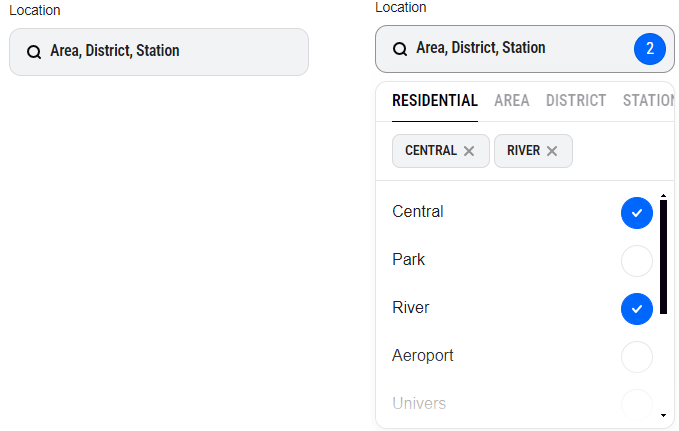 Location
Area, District, Station
Location
Area, District, Station
2
RESIDENTIAL AREA DISTRICT STATION
CENTRAL RIVER
Central
Park
River
Aeroport
Univers